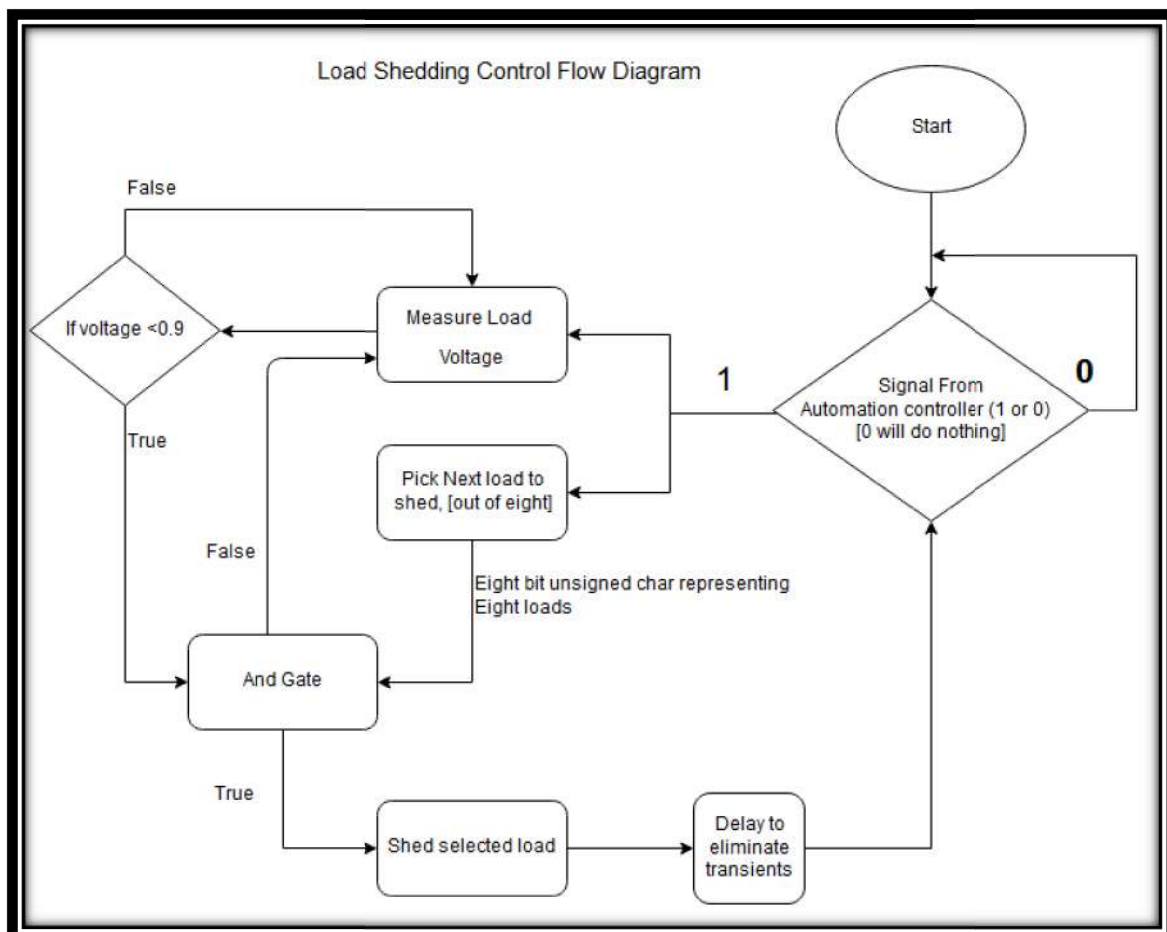 Load Shedding Control Flow Diagram
Start
False
If voltage <0.9
Measure Load
Voltage
1
0
Signal From
Automation controller (1 or 0)
[0 will do nothing]
True
Pick Next load to
shed, [out of eight]
False
Eight bit unsigned char representing
Eight loads
And Gate
True
Shed selected load
Delay to
eliminate
transients